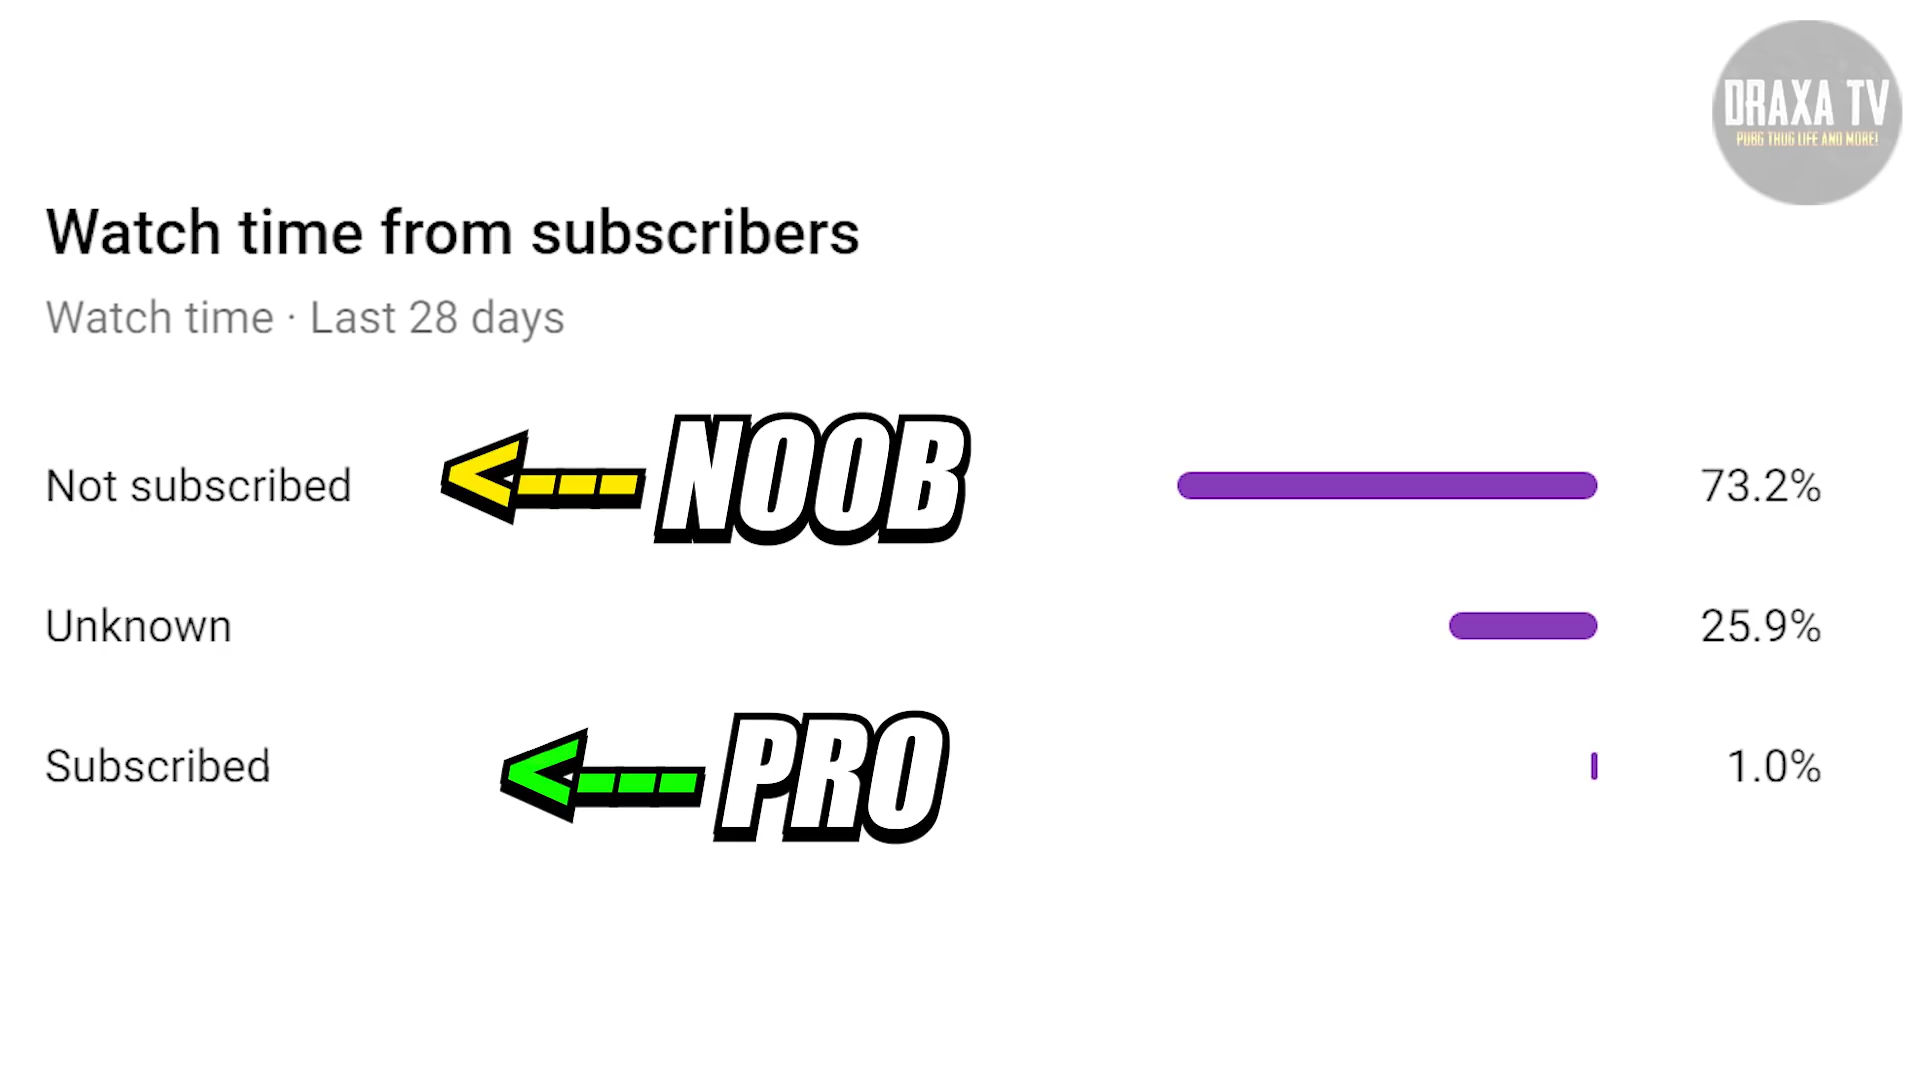 DRAXA TV
PUBG THUG LIFE AND MORE!
Watch time from subscribers
Watch time · Last 28 days
Not subscribed <--- NOOB 73.2%
Unknown 25.9%
Subscribed <--- PRO 1.0%